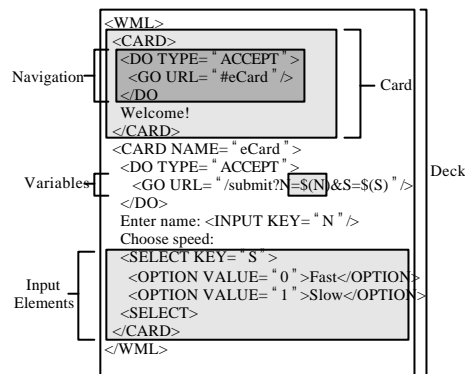 <WML>
<CARD>
<DO TYPE= “ ACCEPT ” >
<GO URL= “ #eCard ” />
</DO
Welcome!
</CARD>
<CARD NAME= “ eCard ” >
<DO TYPE= “ ACCEPT ” >
<GO URL= “ /submit?N=$(N)&S=$(S) ” />
</DO>
Enter name: <INPUT KEY= “ N ” />
Choose speed:
<SELECT KEY= “ S ” >
<OPTION VALUE= “ 0 ” >Fast</OPTION>
<OPTION VALUE= “ 1 ” >Slow</OPTION>
<SELECT>
</CARD>
</WML>
Navigation
Variables
Input
Elements
Card
Deck